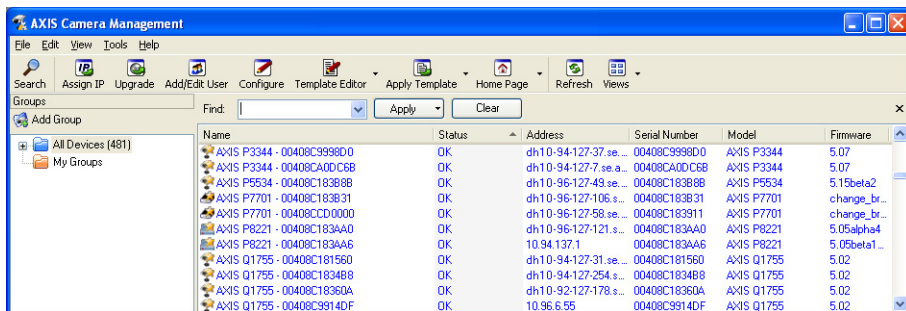 AXIS Camera Management
File Edit View Tools Help
Search Assign IP Upgrade Add/Edit User Configure Template Editor Apply Template Home Page Refresh Views
Groups
Add Group
All Devices (481)
My Groups
Find: Apply Clear
Name Status Address Serial Number Model Firmware
AXIS P3344 - 00408C9998D0 OK dh10-94-127-37.se.... 00408C9998D0 AXIS P3344 5.07
AXIS P3344 - 00408CA0DC6B OK dh10-94-127-7.se.a... 00408CA0DC6B AXIS P3344 5.07
AXIS P5534 - 00408C183B8B OK dh10-96-127-49.se.... 00408C183B8B AXIS P5534 5.15beta2
AXIS P7701 - 00408C183B31 OK dh10-96-127-106.s... 00408C183B31 AXIS P7701 change_br...
AXIS P7701 - 00408CCD0000 OK dh10-96-127-58.se.... 00408C183911 AXIS P7701 change_br...
AXIS P8221 - 00408C183AA0 OK dh10-96-127-121.s... 00408C183AA0 AXIS P8221 5.05alpha4
AXIS P8221 - 00408C183AA6 OK 10.94.137.1 00408C183AA6 AXIS P8221 5.05beta1_...
AXIS Q1755 - 00408C181560 OK dh10-94-127-31.se.... 00408C181560 AXIS Q1755 5.02
AXIS Q1755 - 00408C1834B8 OK dh10-94-127-254.s... 00408C1834B8 AXIS Q1755 5.02
AXIS Q1755 - 00408C18360A OK dh10-92-127-178.s... 00408C18360A AXIS Q1755 5.02
AXIS Q1755 - 00408C9914DF OK 10.96.6.55 00408C9914DF AXIS Q1755 5.02